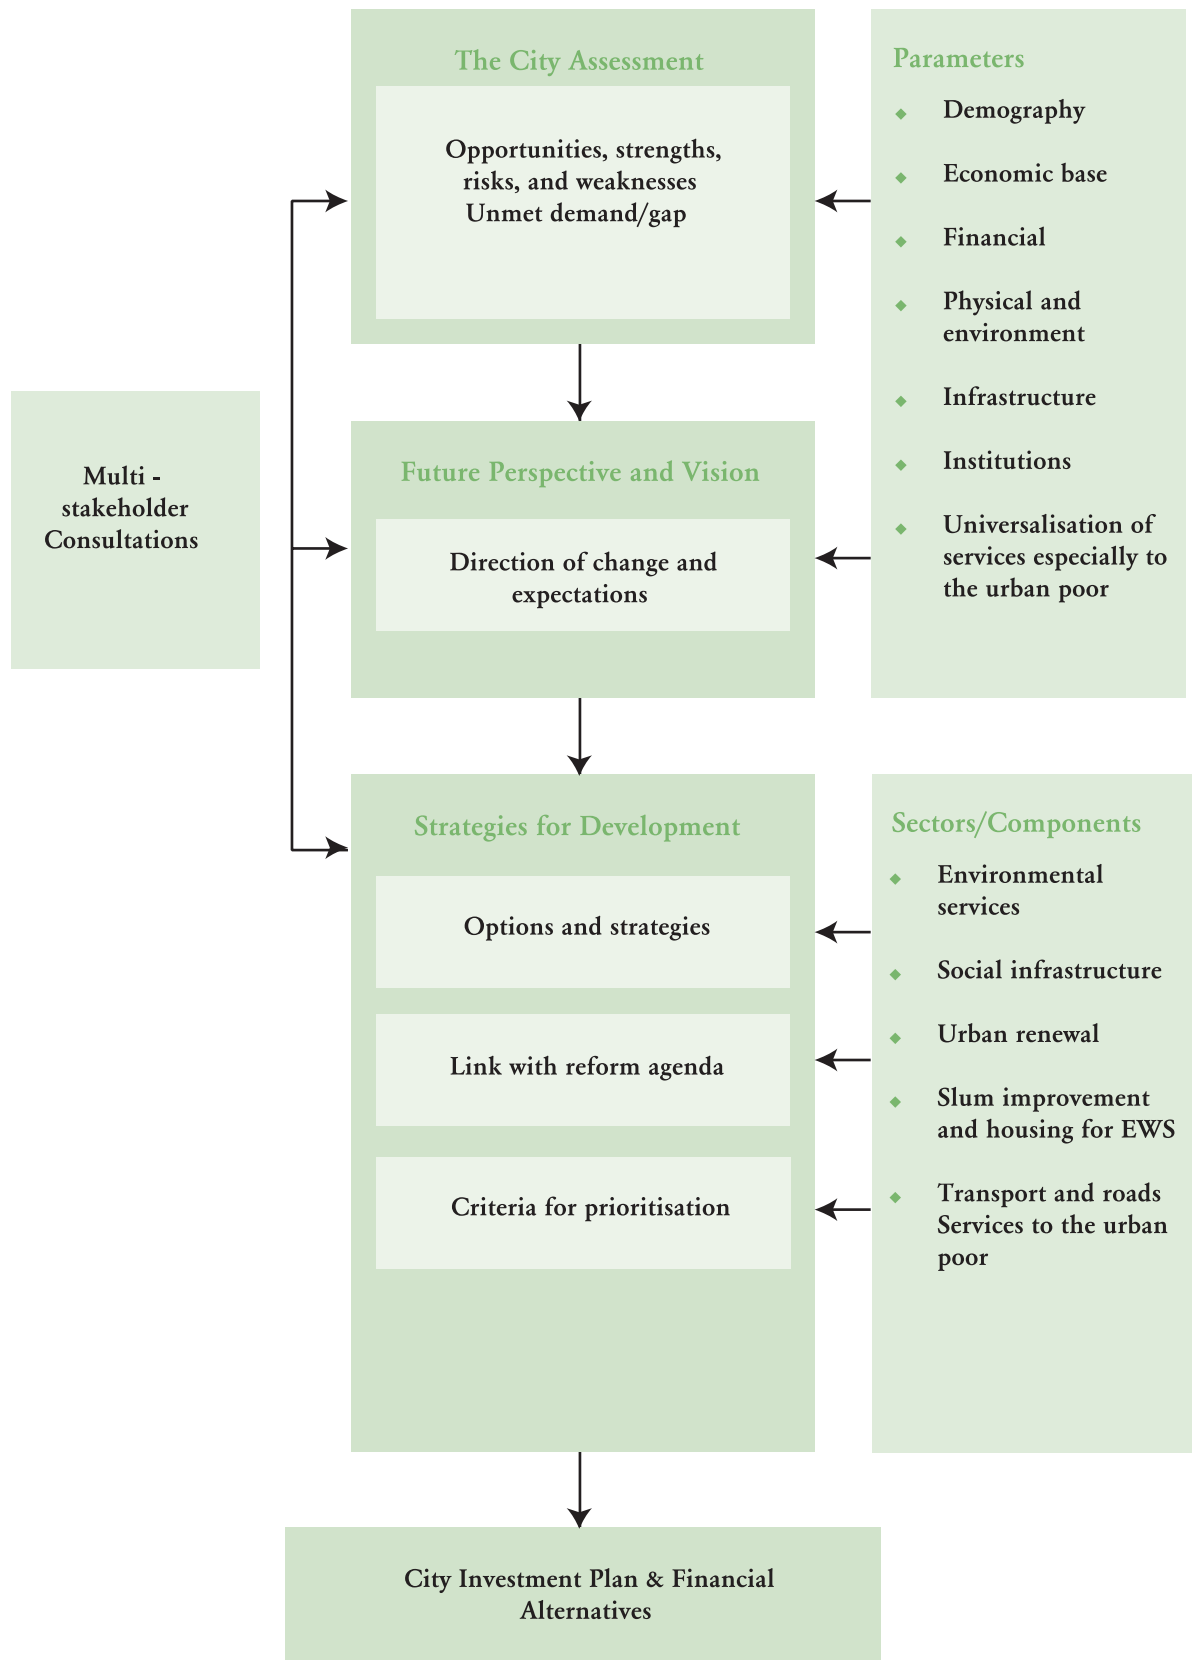 The City Assessment
Opportunities, strengths,
risks, and weaknesses
Unmet demand/gap
Parameters
Demography
Economic base
Financial
Physical and
environment
Infrastructure
Institutions
Universalisation of
services especially to
the urban poor
Multi -
stakeholder
Consultations
Future Perspective and Vision
Direction of change and
expectations
Strategies for Development
Options and strategies
Link with reform agenda
Criteria for prioritisation
Sectors/Components
Environmental
services
Social infrastructure
Urban renewal
Slum improvement
and housing for EWS
Transport and roads
Services to the urban
poor
City Investment Plan & Financial
Alternatives